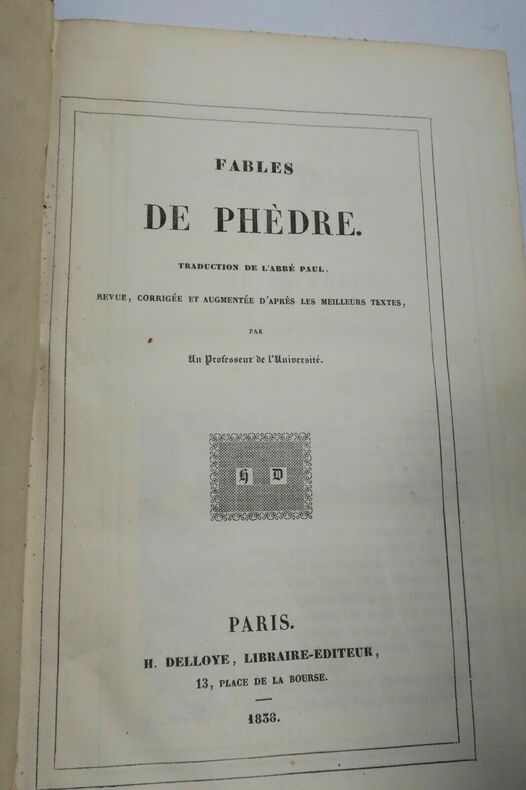 FABLES
DE PHÈDRE.
TRADUCTION DE L'ABBÉ PAUL,
REVUE, CORRIGÉE ET AUGMENTÉE D'APRÈS LES MEILLEURS TEXTES,
PAR
Un Professeur de l'Université.
H D
PARIS.
H. DELLOYE, LIBRAIRE-EDITEUR,
13, PLACE DE LA BOURSE.
1838.